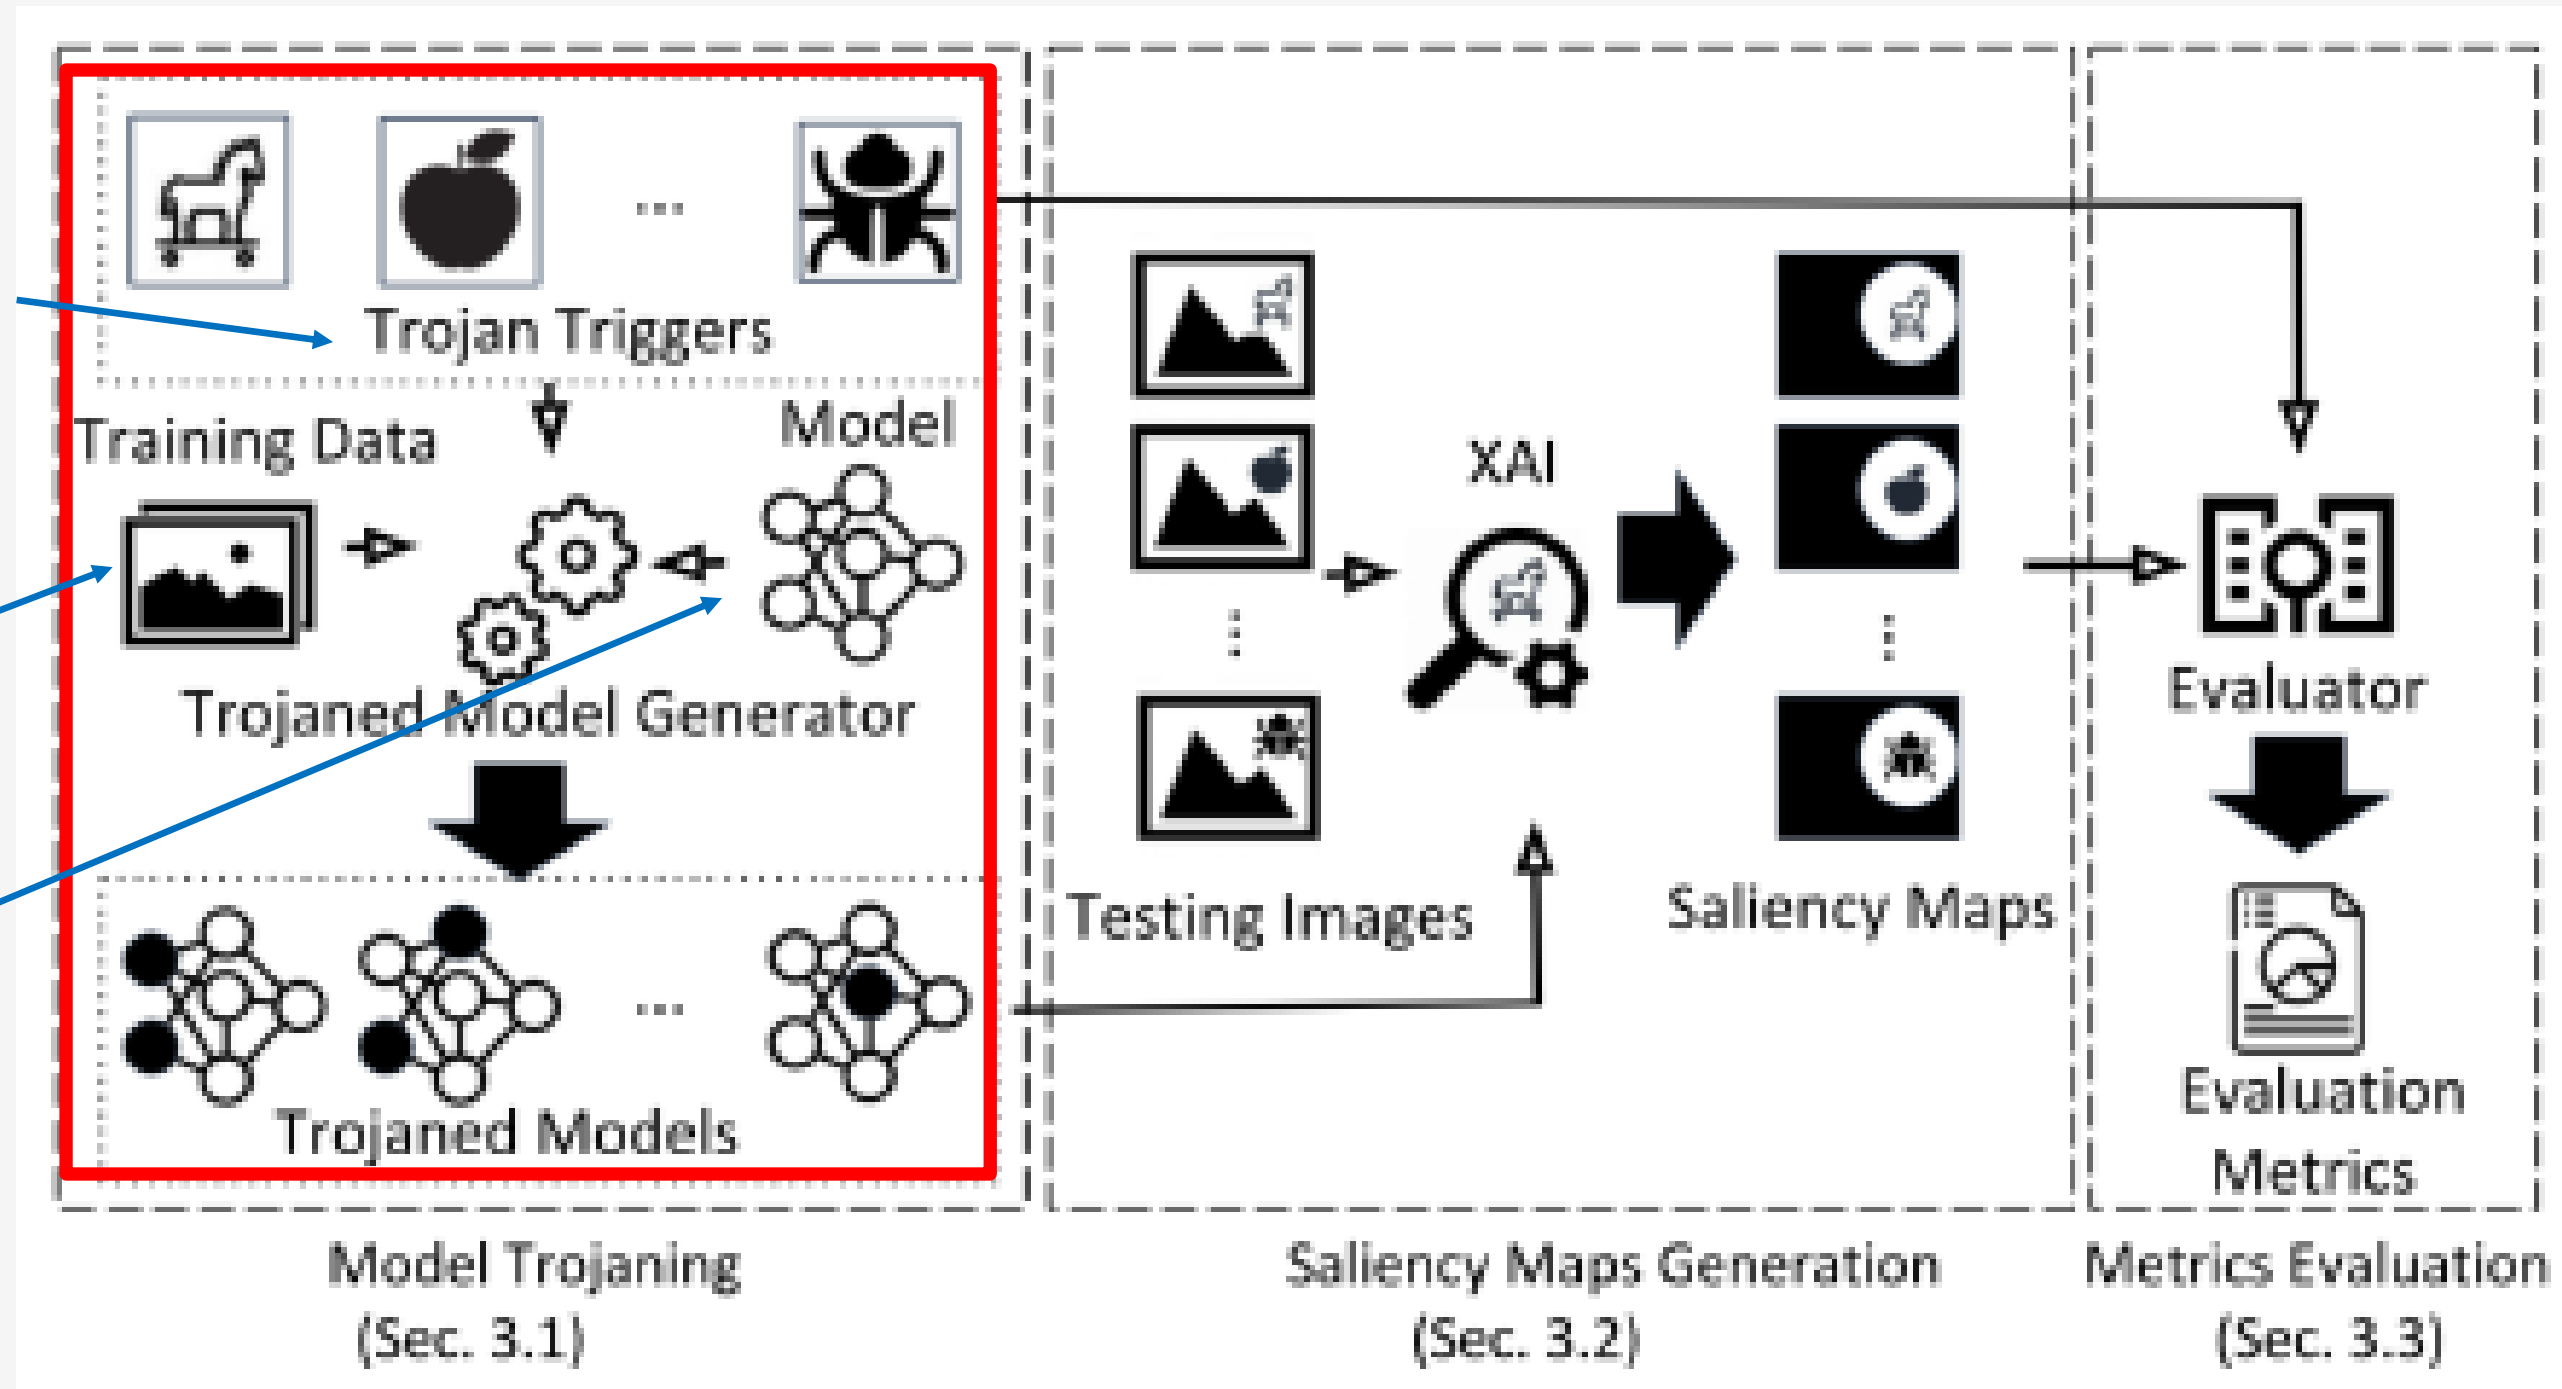 Trojan Triggers
Training Data
Model
Trojaned Model Generator
Trojaned Models
Model Trojaning
(Sec. 3.1)
XAI
Testing Images
Saliency Maps
Saliency Maps Generation
(Sec. 3.2)
Evaluator
Evaluation
Metrics
Metrics Evaluation
(Sec. 3.3)